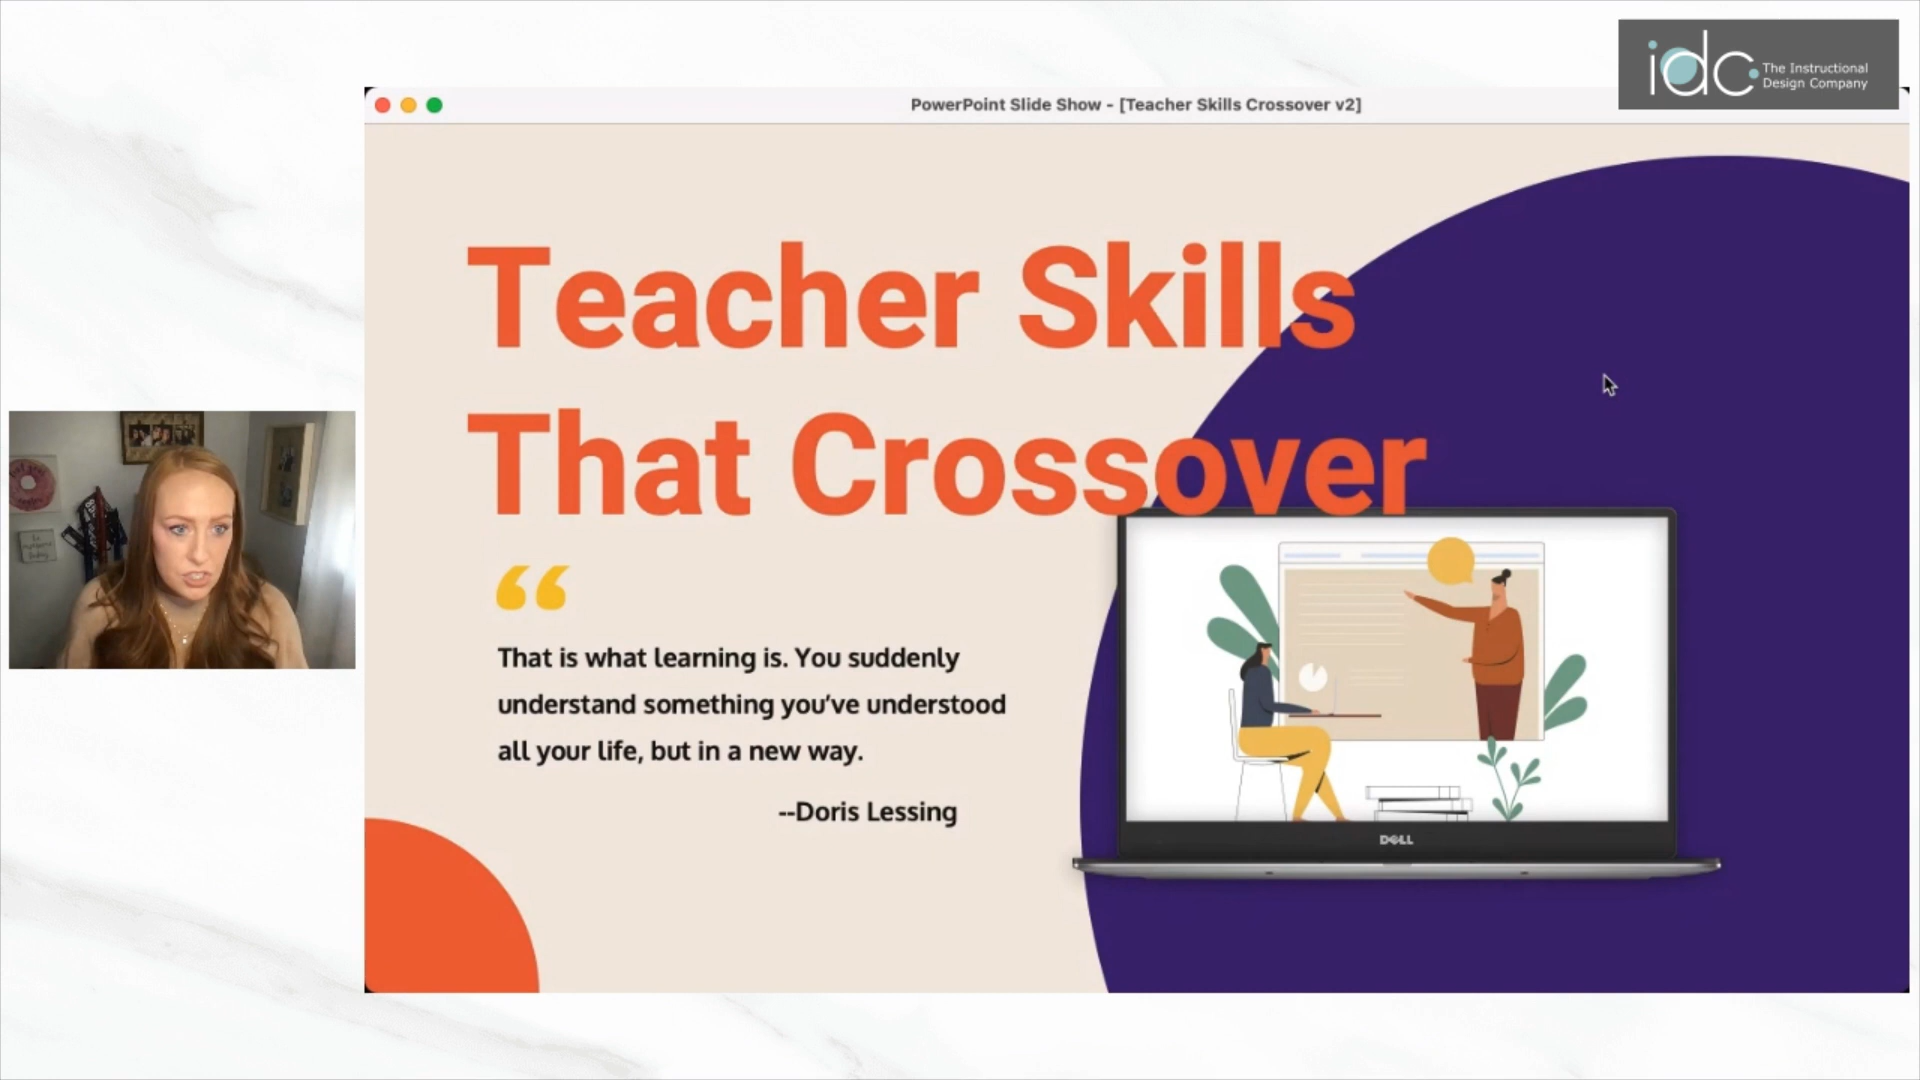 idc
The Instructional
Design Company
PowerPoint Slide Show - [Teacher Skills Crossover v2]
Teacher Skills
That Crossover
“
That is what learning is. You suddenly
understand something you’ve understood
all your life, but in a new way.
--Doris Lessing
DELL